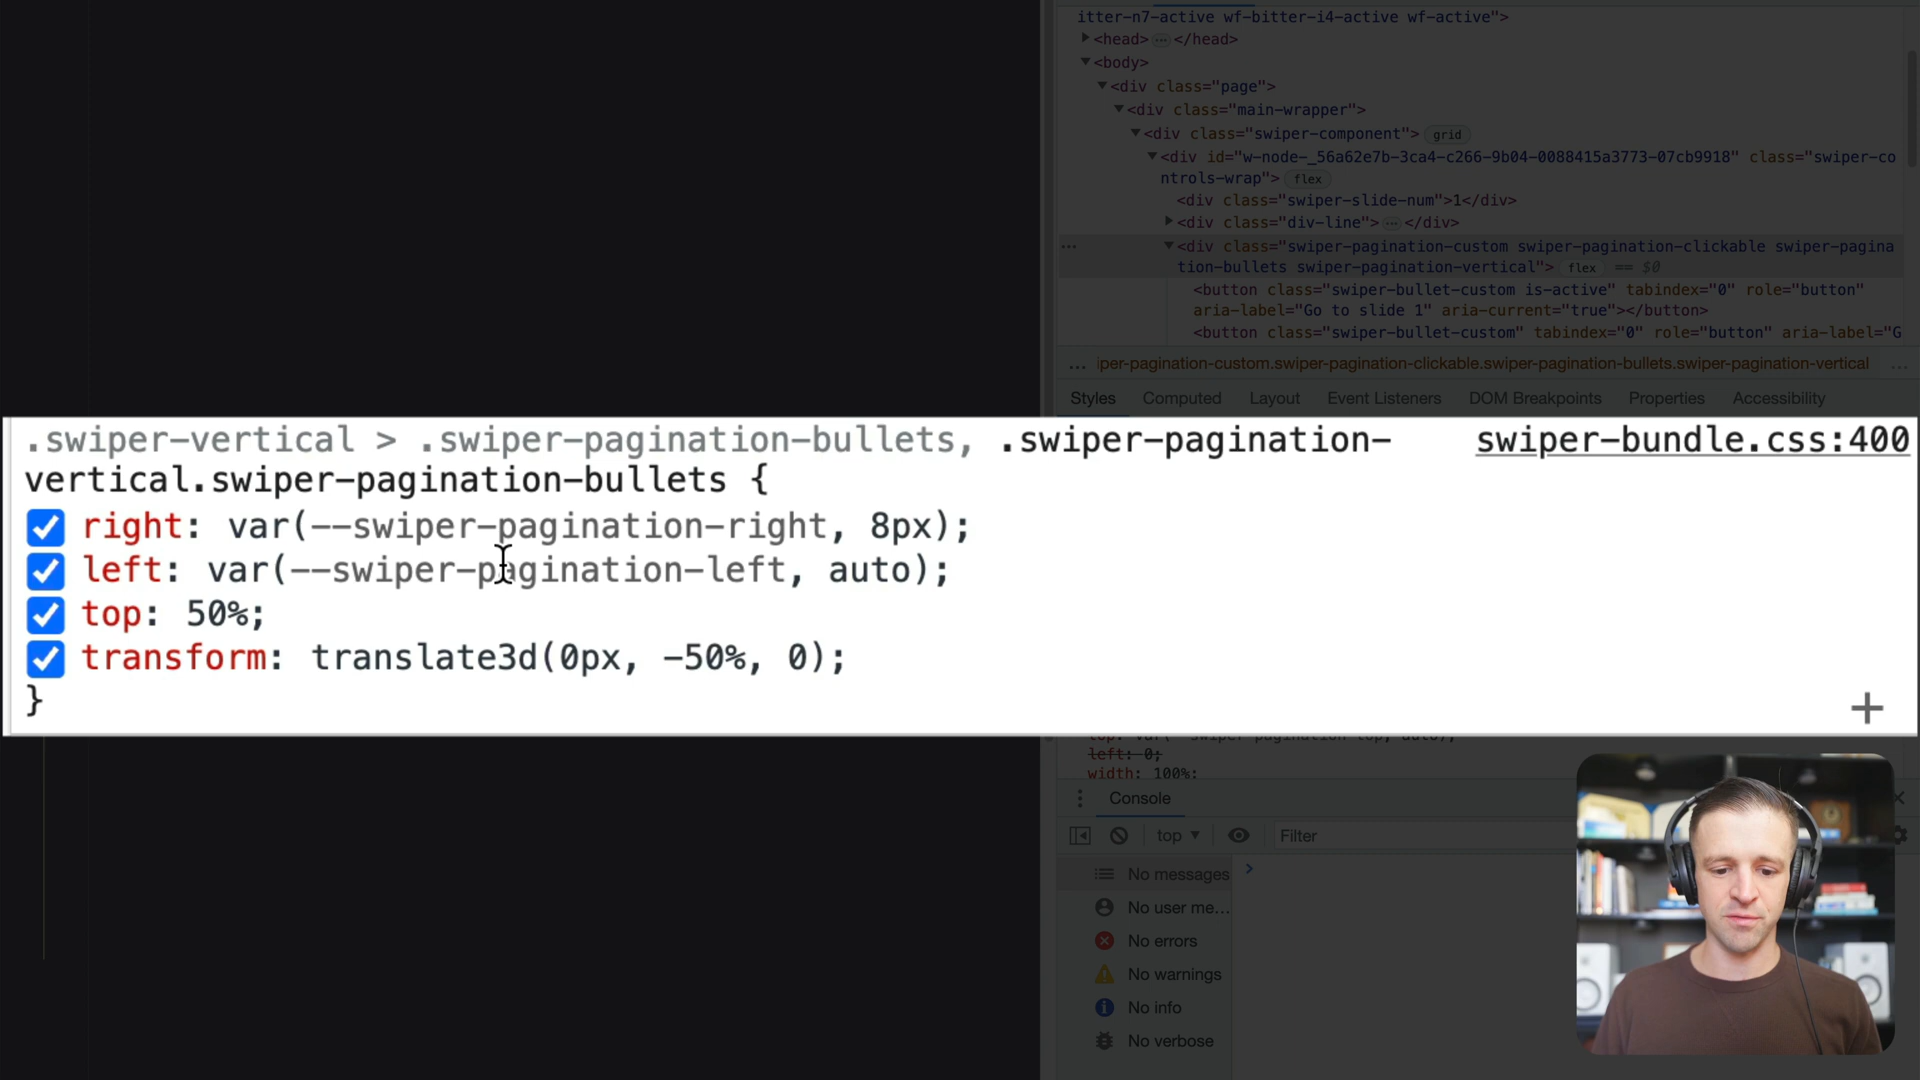 itter-n7-active wf-bitter-i4-active wf-active">
<head> </head>
<body>
<div class="page">
<div class="main-wrapper">
<div class="swiper-component"> grid
<div id="w-node-_56a62e7b-3ca4-c266-9b04-0088415a3773-07cb9918" class="swiper-co
ntrols-wrap"> flex
<div class="swiper-slide-num">1</div>
<div class="div-line"> </div>
<div class="swiper-pagination-custom swiper-pagination-clickable swiper-pagina
tion-bullets swiper-pagination-vertical"> flex == $0
<button class="swiper-bullet-custom is-active" tabindex="0" role="button"
aria-label="Go to slide 1" aria-current="true"></button>
<button class="swiper-bullet-custom" tabindex="0" role="button" aria-label="G
... iper-pagination-custom.swiper-pagination-clickable.swiper-pagination-bullets.swiper-pagination-vertical ...
Styles Computed Layout Event Listeners DOM Breakpoints Properties Accessibility
.swiper-vertical > .swiper-pagination-bullets, .swiper-pagination- swiper-bundle.css:400
vertical.swiper-pagination-bullets {
right: var(--swiper-pagination-right, 8px);
left: var(--swiper-pagination-left, auto);
top: 50%;
transform: translate3d(0px, -50%, 0);
}
+
left: 0;
width: 100%;
Console
top Filter
No messages
No user me...
No errors
No warnings
No info
No verbose